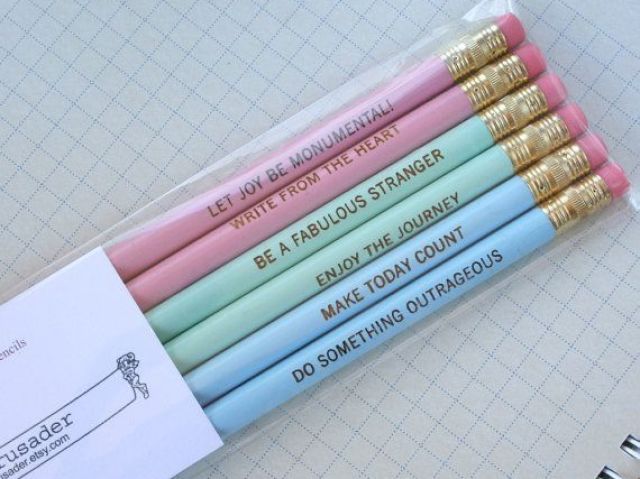 LET JOY BE MONUMENTAL!
WRITE FROM THE HEART
BE A FABULOUS STRANGER
ENJOY THE JOURNEY
MAKE TODAY COUNT
DO SOMETHING OUTRAGEOUS
encils
rusader
sader.etsy.com